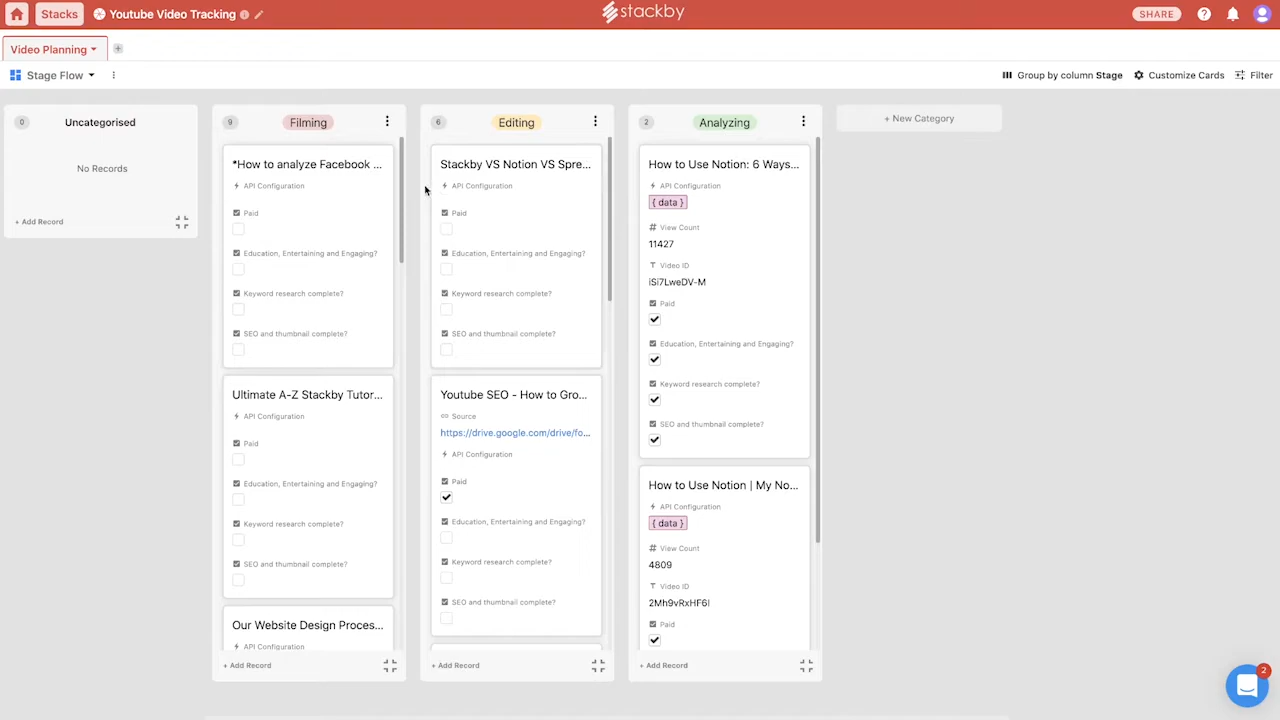 Stacks
Youtube Video Tracking
stackby
SHARE
Video Planning
Stage Flow
Group by column Stage
Customize Cards
Filter
0
Uncategorised
No Records
+ Add Record
9
Filming
*How to analyze Facebook ...
API Configuration
Paid
Education, Entertaining and Engaging?
Keyword research complete?
SEO and thumbnail complete?
Ultimate A-Z Stackby Tutor...
API Configuration
Paid
Education, Entertaining and Engaging?
Keyword research complete?
SEO and thumbnail complete?
Our Website Design Proces...
API Configuration
+ Add Record
6
Editing
Stackby VS Notion VS Spre...
API Configuration
Paid
Education, Entertaining and Engaging?
Keyword research complete?
SEO and thumbnail complete?
Youtube SEO - How to Gro...
Source
https://drive.google.com/drive/fo...
API Configuration
Paid
Education, Entertaining and Engaging?
Keyword research complete?
SEO and thumbnail complete?
+ Add Record
2
Analyzing
How to Use Notion: 6 Ways...
API Configuration
{ data }
View Count
11427
Video ID
iSi7LweDV-M
Paid
Education, Entertaining and Engaging?
Keyword research complete?
SEO and thumbnail complete?
How to Use Notion | My No...
API Configuration
{ data }
View Count
4809
Video ID
2Mh9vRxHF6I
Paid
+ Add Record
+ New Category
2